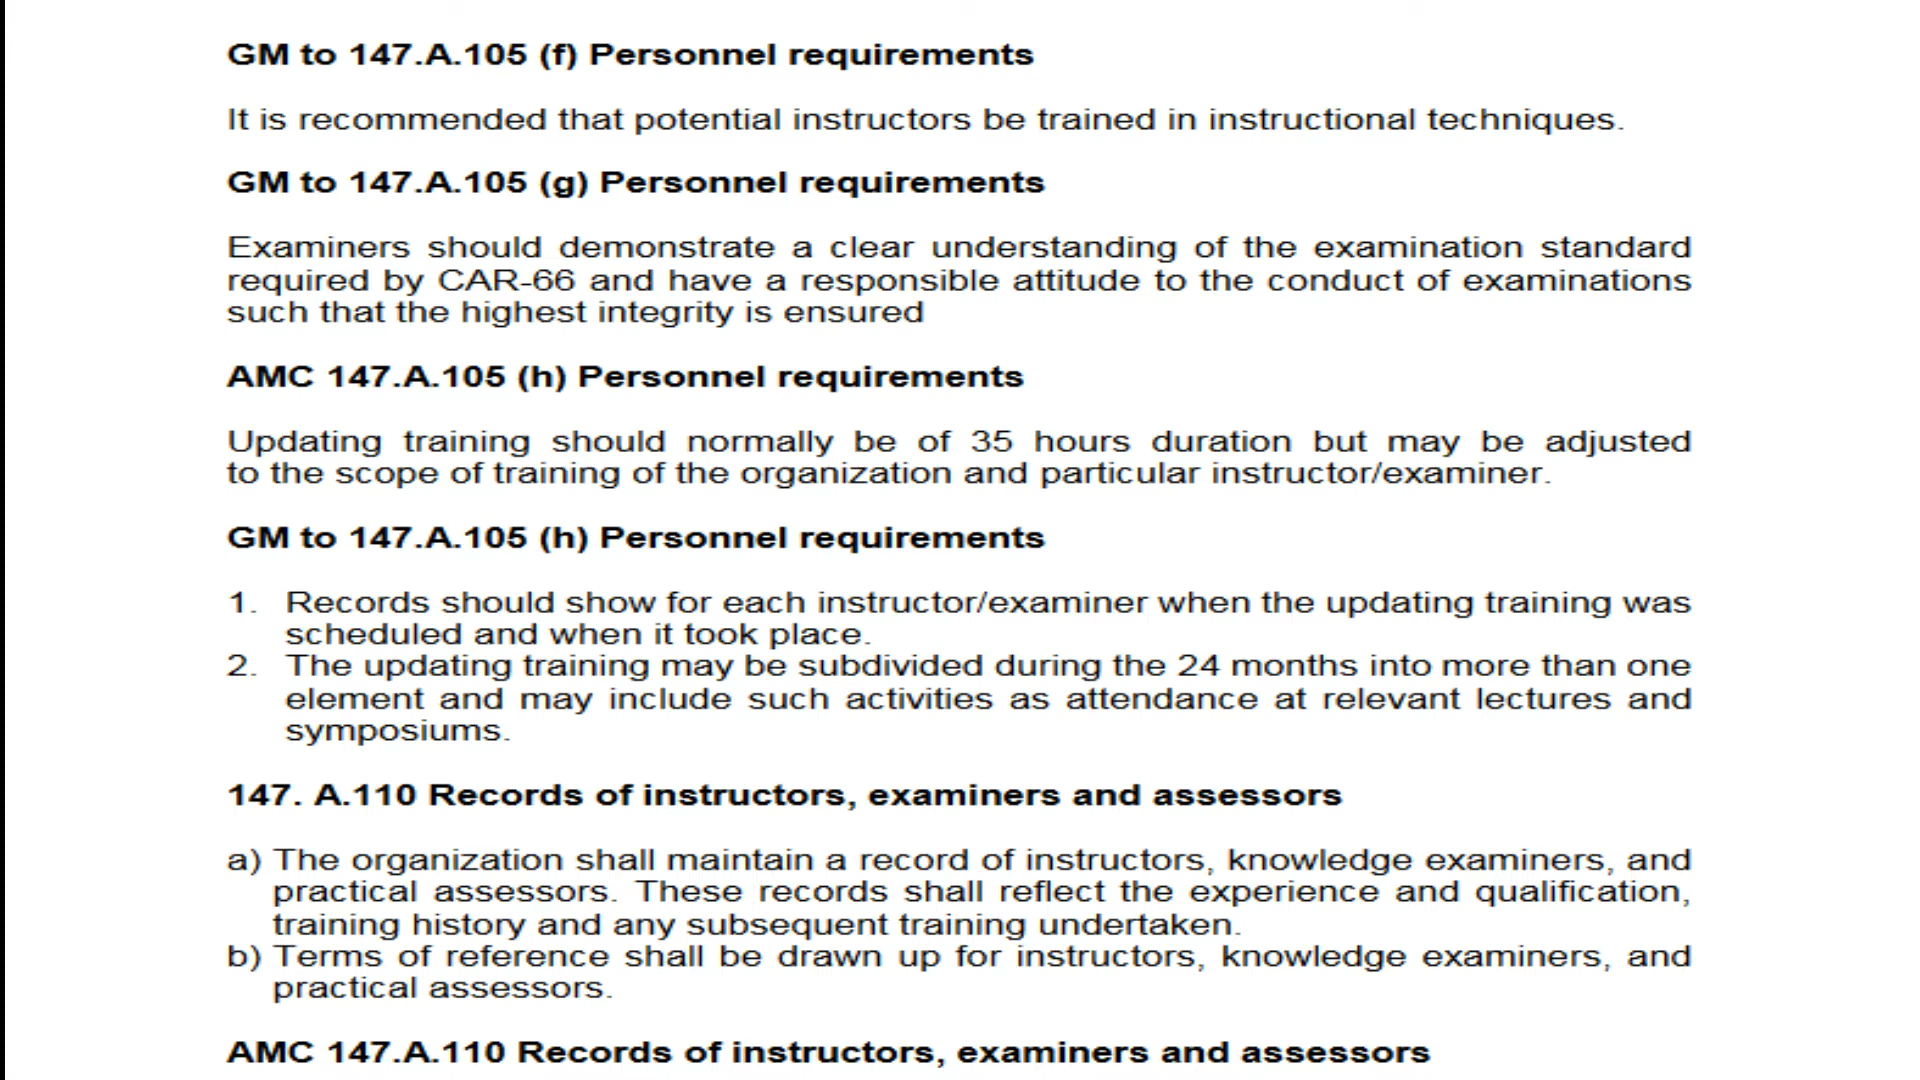 GM to 147.A.105 (f) Personnel requirements
It is recommended that potential instructors be trained in instructional techniques.
GM to 147.A.105 (g) Personnel requirements
Examiners should demonstrate a clear understanding of the examination standard
required by CAR-66 and have a responsible attitude to the conduct of examinations
such that the highest integrity is ensured
AMC 147.A.105 (h) Personnel requirements
Updating training should normally be of 35 hours duration but may be adjusted
to the scope of training of the organization and particular instructor/examiner.
GM to 147.A.105 (h) Personnel requirements
1. Records should show for each instructor/examiner when the updating training was
scheduled and when it took place.
2. The updating training may be subdivided during the 24 months into more than one
element and may include such activities as attendance at relevant lectures and
symposiums.
147. A.110 Records of instructors, examiners and assessors
a) The organization shall maintain a record of instructors, knowledge examiners, and
practical assessors. These records shall reflect the experience and qualification,
training history and any subsequent training undertaken.
b) Terms of reference shall be drawn up for instructors, knowledge examiners, and
practical assessors.
AMC 147.A.110 Records of instructors, examiners and assessors